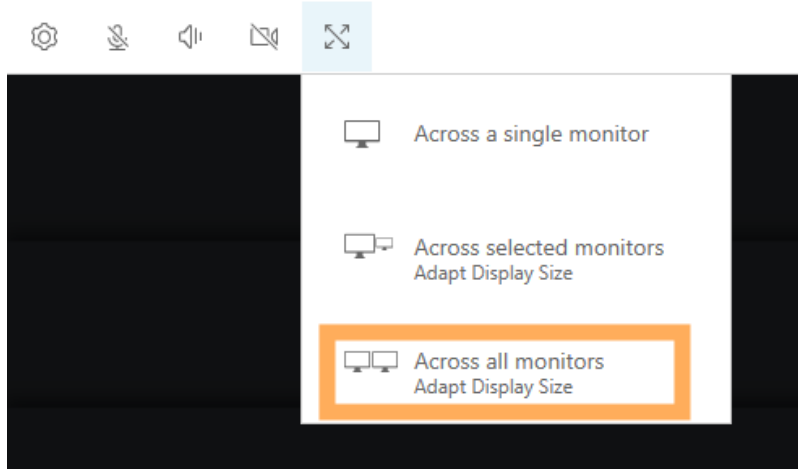 Across a single monitor
Across selected monitors
Adapt Display Size
Across all monitors
Adapt Display Size